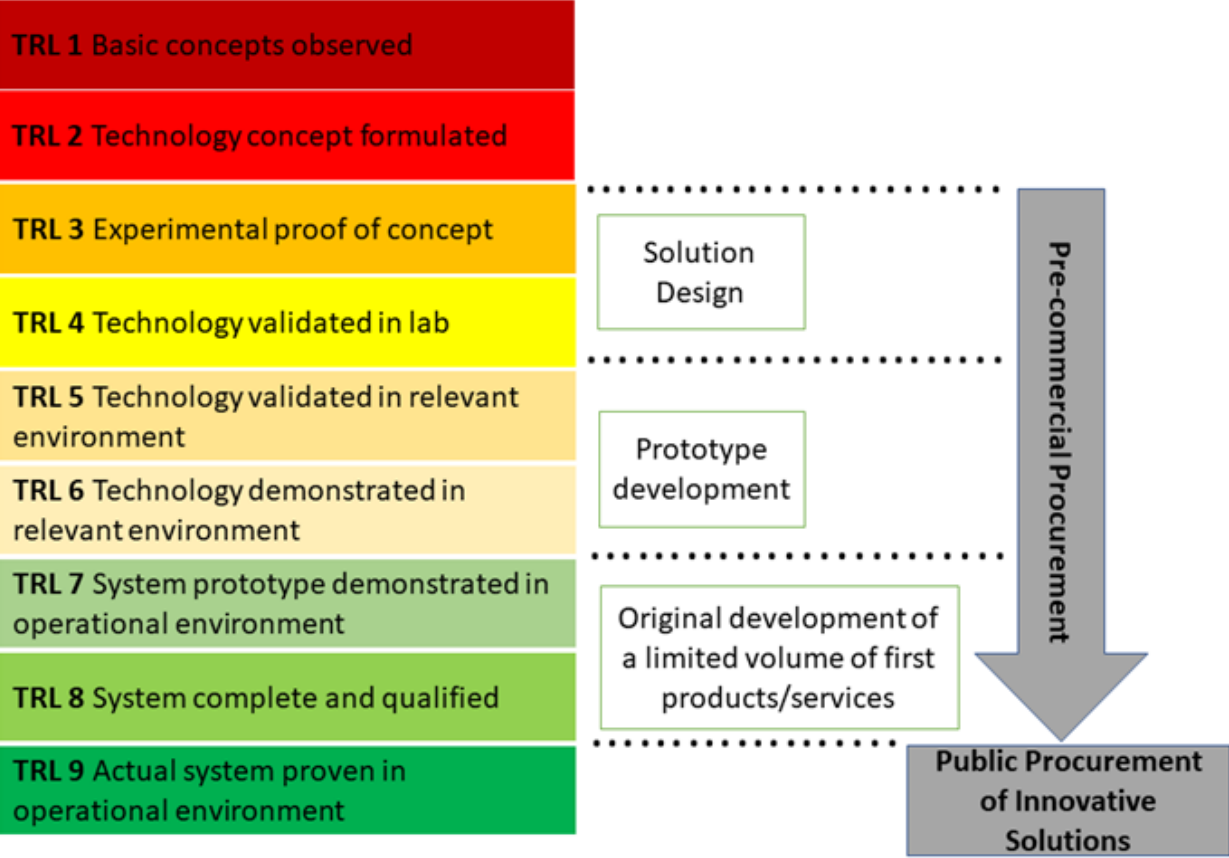 TRL 1 Basic concepts observed
TRL 2 Technology concept formulated
TRL 3 Experimental proof of concept
TRL 4 Technology validated in lab
TRL 5 Technology validated in relevant
environment
TRL 6 Technology demonstrated in
relevant environment
TRL 7 System prototype demonstrated in
operational environment
TRL 8 System complete and qualified
TRL 9 Actual system proven in
operational environment
Solution
Design
Prototype
development
Original development of
a limited volume of first
products/services
Pre-commercial Procurement
Public Procurement
of Innovative
Solutions